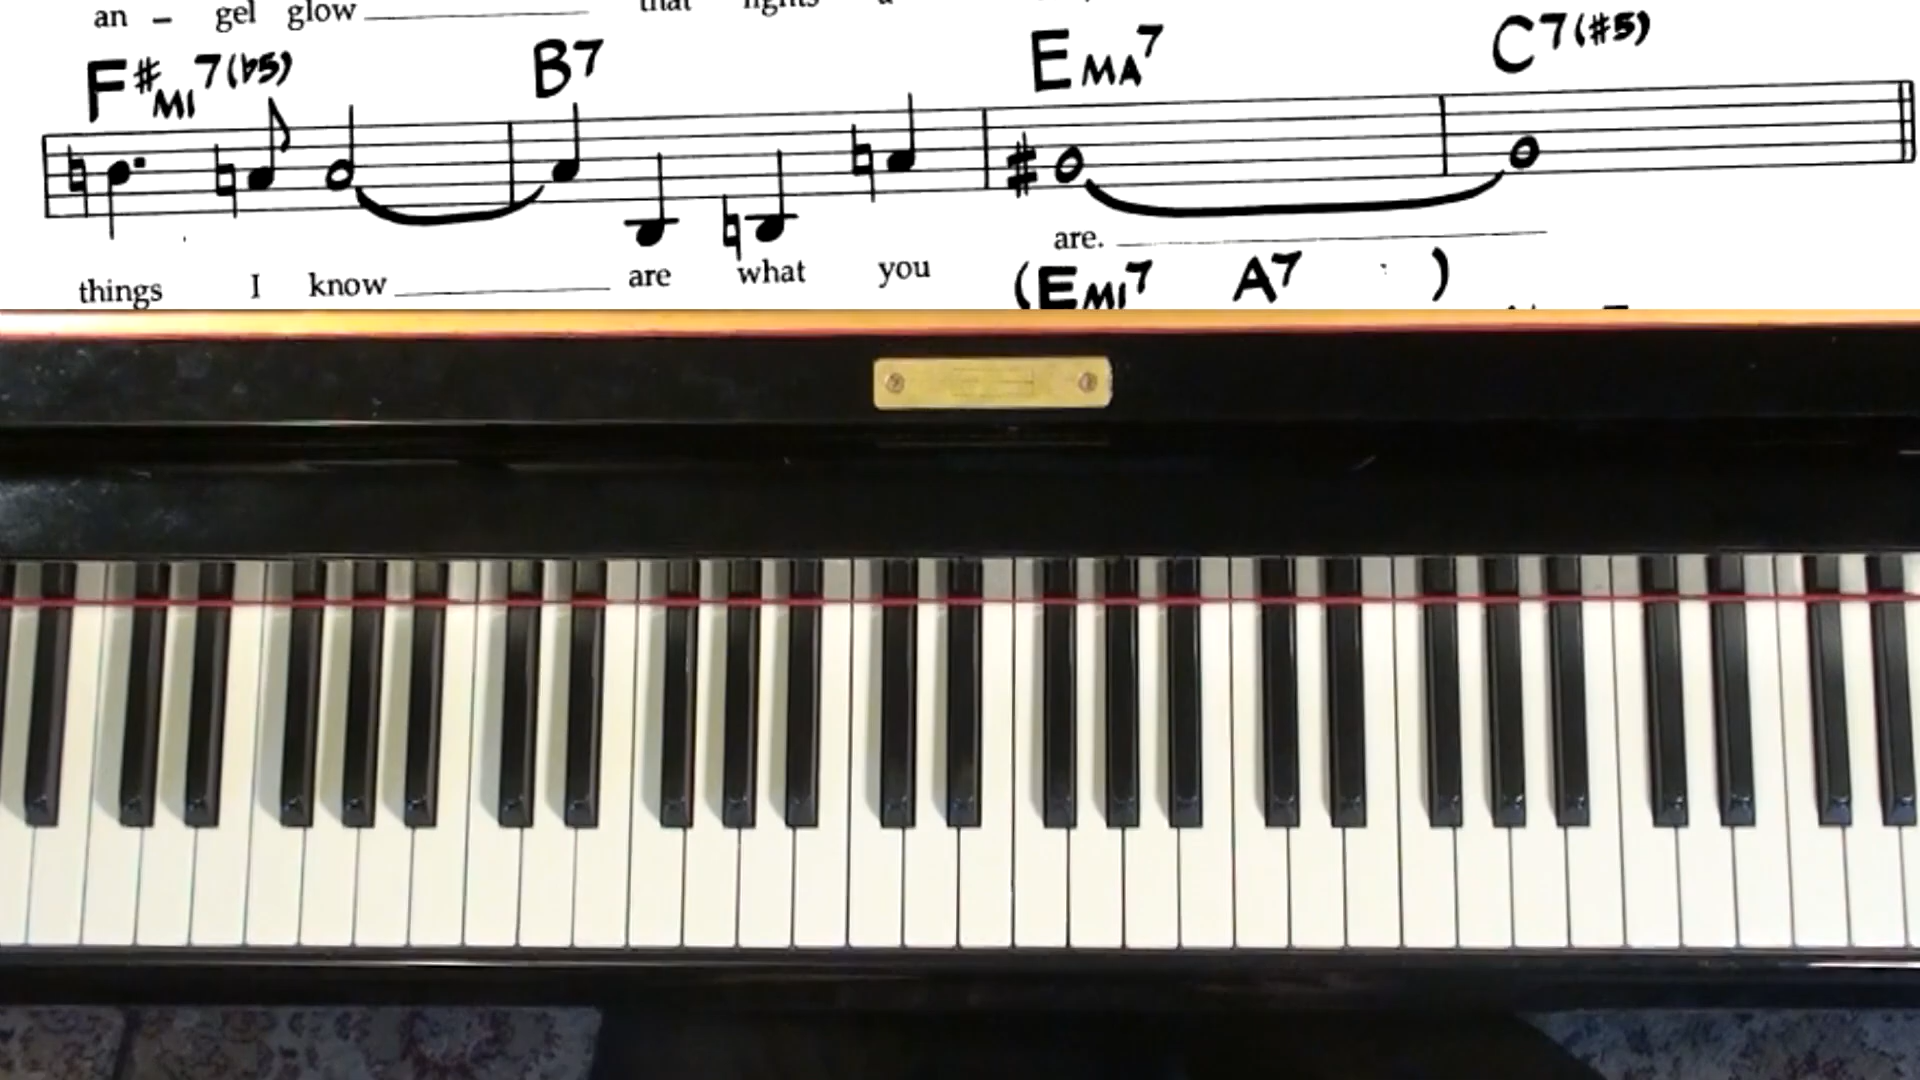 an – gel glow
F#MI7(b5) B7 EMA7 C7(#5)
things I know are what you are.
(EMI7 A7 )